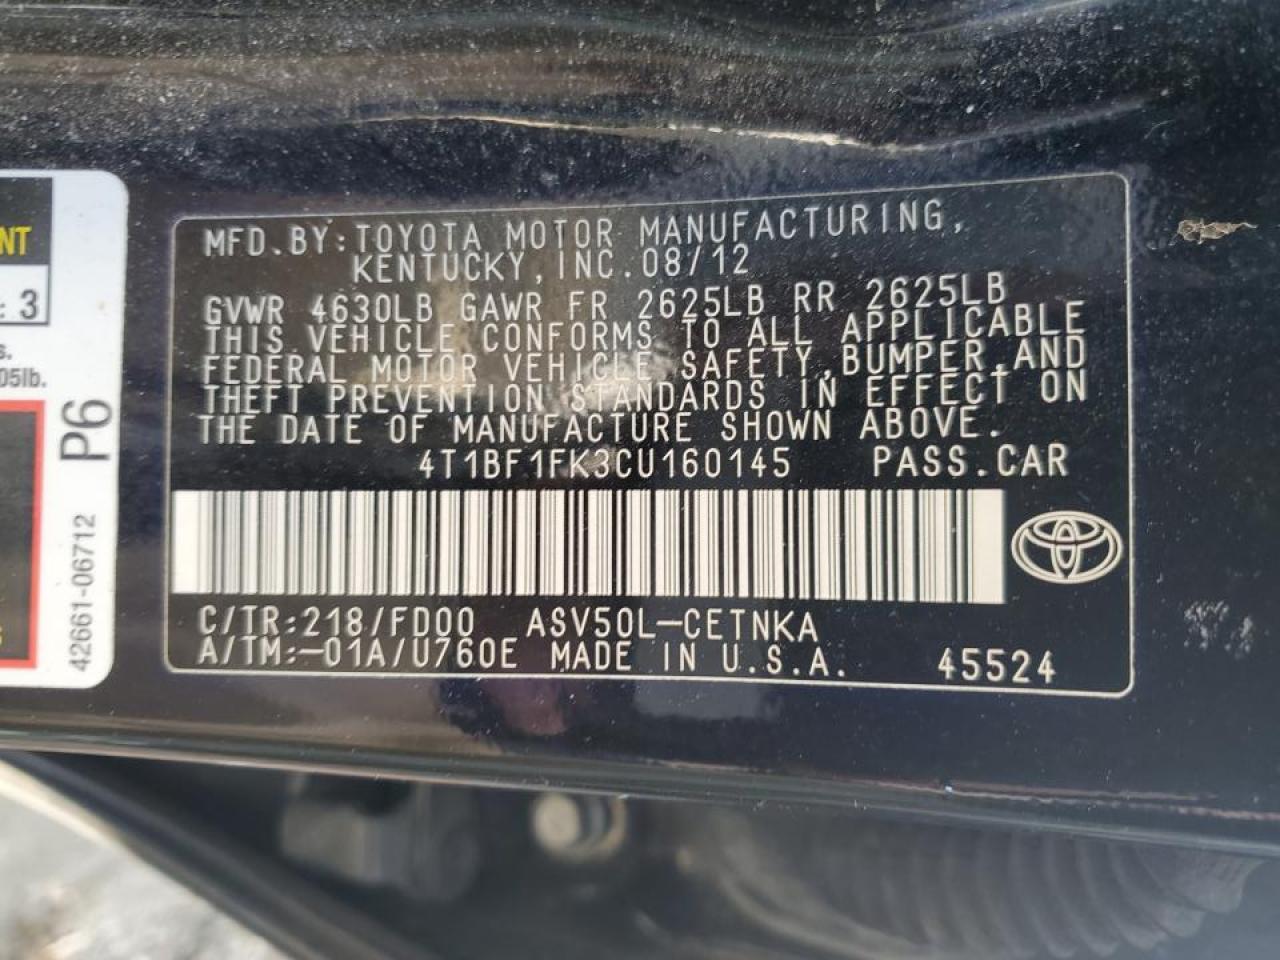 NT
: 3
s.
05lb.
P6
42661-06712
MFD.BY:TOYOTA MOTOR MANUFACTURING,
KENTUCKY,INC.08/12
GVWR 4630LB GAWR FR 2625LB RR 2625LB
THIS VEHICLE CONFORMS TO ALL APPLICABLE
FEDERAL MOTOR VEHICLE SAFETY,BUMPER,AND
THEFT PREVENTION STANDARDS IN EFFECT ON
THE DATE OF MANUFACTURE SHOWN ABOVE.
4T1BF1FK3CU160145 PASS.CAR
C/TR:218/FD00 ASV50L-CETNKA
A/TM:-01A/U760E MADE IN U.S.A. 45524